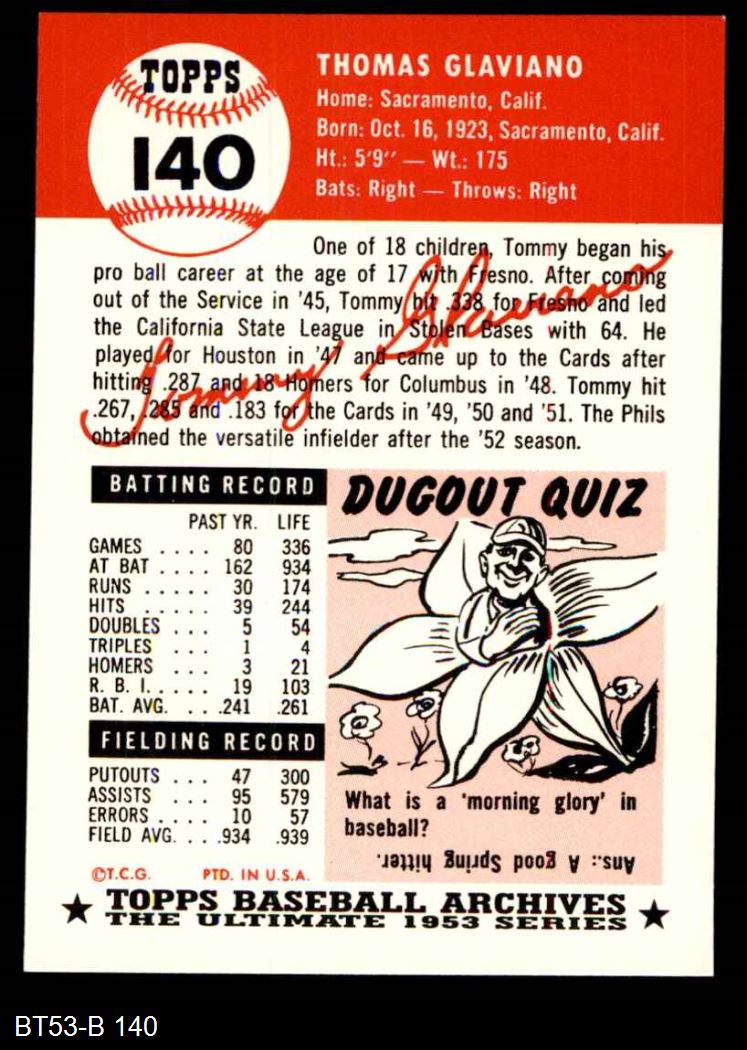 TOPPS
140
THOMAS GLAVIANO
Home: Sacramento, Calif.
Born: Oct. 16, 1923, Sacramento, Calif.
Ht.: 5'9" — Wt.: 175
Bats: Right — Throws: Right
One of 18 children, Tommy began his
pro ball career at the age of 17 with Fresno. After coming
out of the Service in '45, Tommy hit .338 for Fresno and led
the California State League in Stolen Bases with 64. He
played for Houston in '47 and came up to the Cards after
hitting .287 and 18 Homers for Columbus in '48. Tommy hit
.267, .285 and .183 for the Cards in '49, '50 and '51. The Phils
obtained the versatile infielder after the '52 season.
Tommy Glaviano
BATTING RECORD
PAST YR. LIFE
GAMES .... 80 336
AT BAT .... 162 934
RUNS .... 30 174
HITS ..... 39 244
DOUBLES ... 5 54
TRIPLES ... 1 4
HOMERS ... 3 21
R. B. I. .... 19 103
BAT. AVG. ... .241 .261
FIELDING RECORD
PUTOUTS ... 47 300
ASSISTS ... 95 579
ERRORS .... 10 57
FIELD AVG. ... .934 .939
©T.C.G. PTD. IN U.S.A.
DUGOUT QUIZ
What is a 'morning glory' in
baseball?
Ans.: A good Spring hitter.
TOPPS BASEBALL ARCHIVES
THE ULTIMATE 1953 SERIES
BT53-B 140